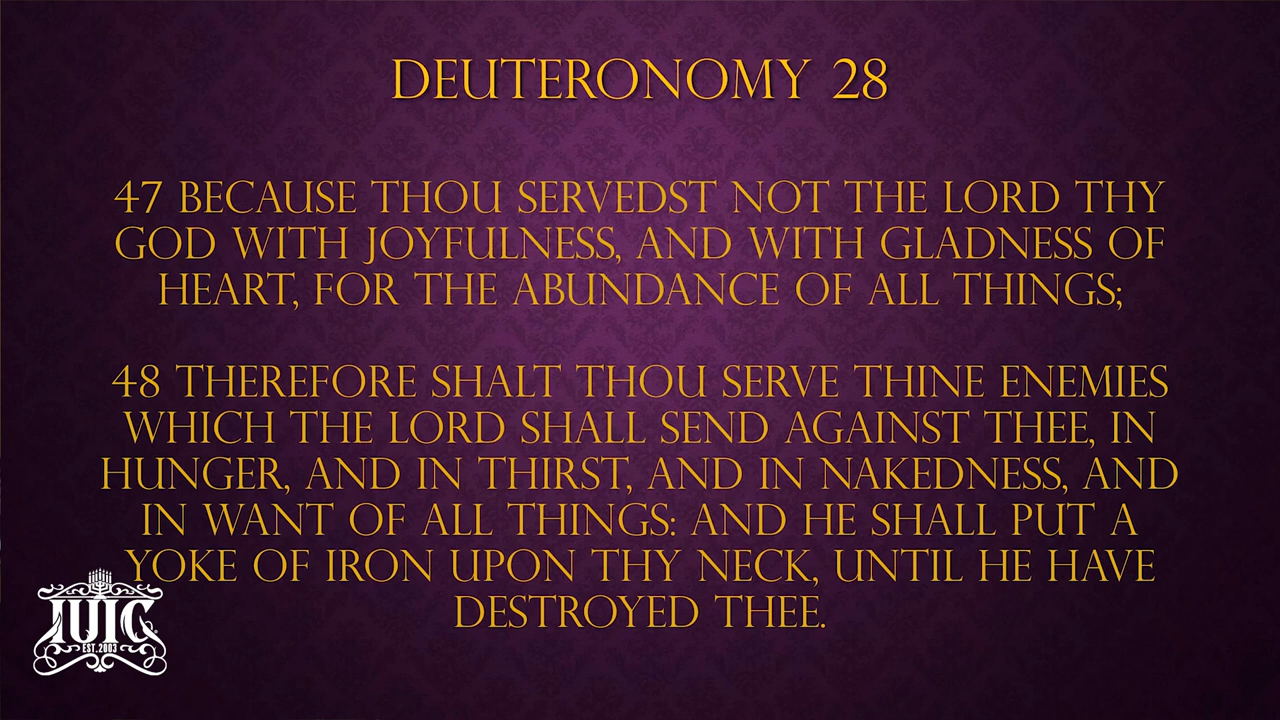 DEUTERONOMY 28
47 BECAUSE THOU SERVEDST NOT THE LORD THY
GOD WITH JOYFULNESS, AND WITH GLADNESS OF
HEART, FOR THE ABUNDANCE OF ALL THINGS;
48 THEREFORE SHALT THOU SERVE THINE ENEMIES
WHICH THE LORD SHALL SEND AGAINST THEE, IN
HUNGER, AND IN THIRST, AND IN NAKEDNESS, AND
IN WANT OF ALL THINGS: AND HE SHALL PUT A
YOKE OF IRON UPON THY NECK, UNTIL HE HAVE
DESTROYED THEE.
IUIC
EST. 2003